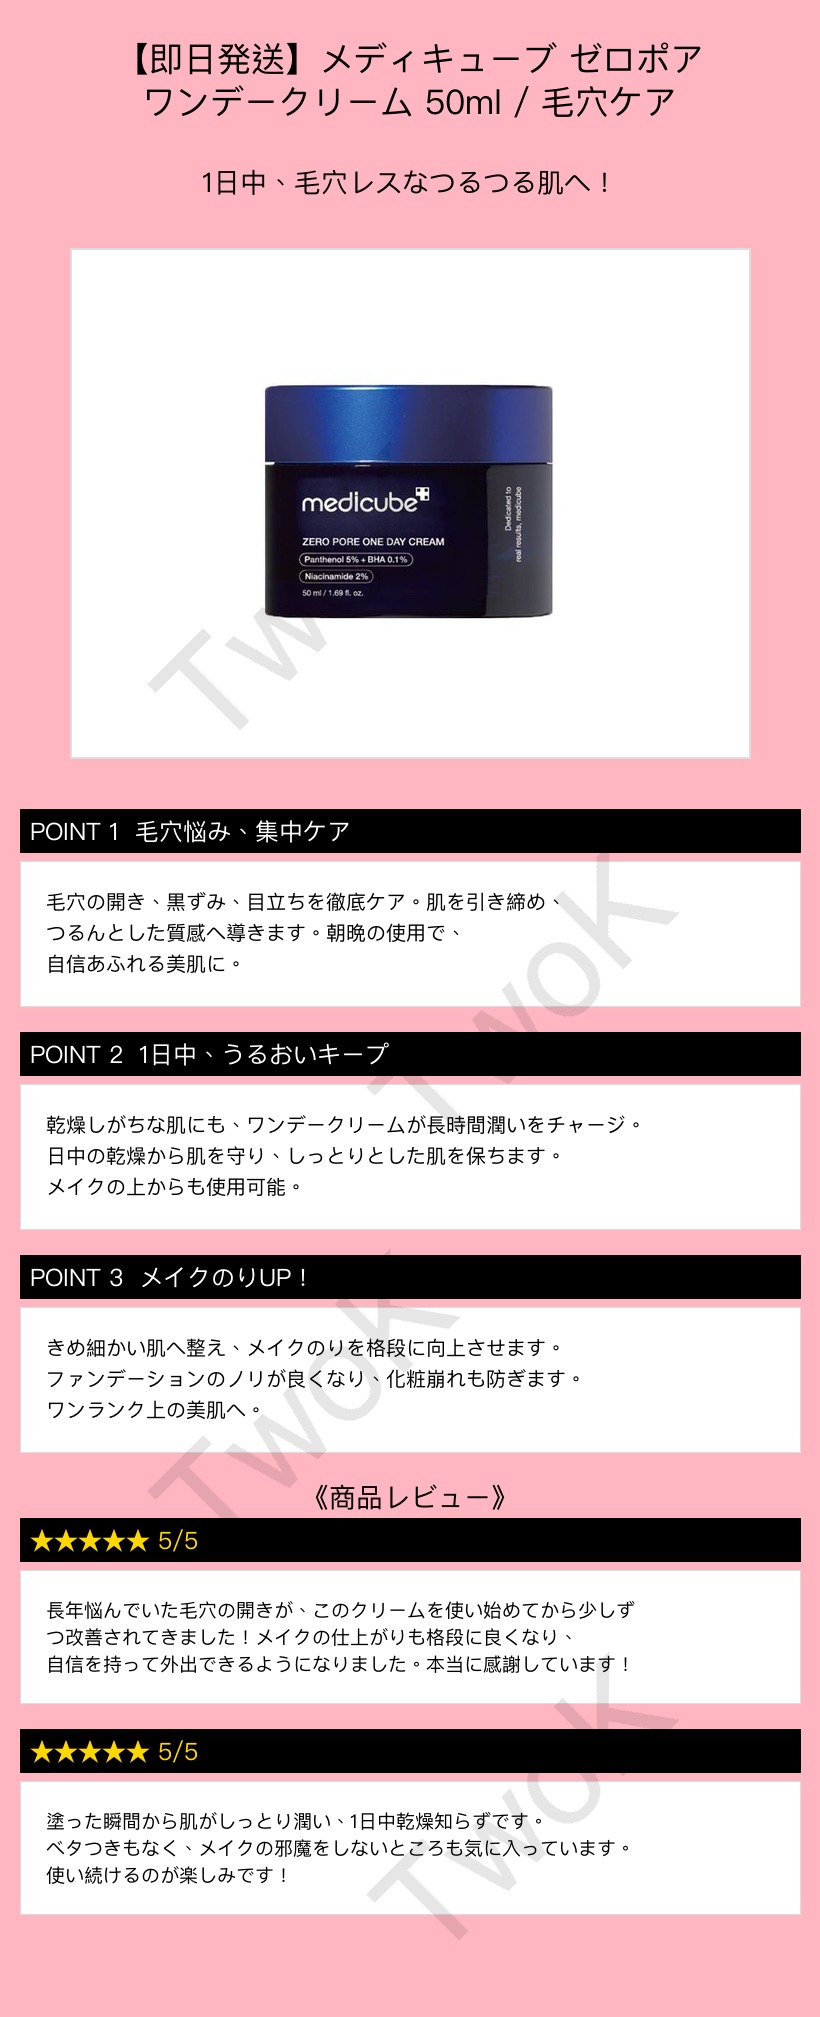 【即日発送】メディキューブ ゼロポア
ワンデークリーム 50ml / 毛穴ケア
1日中、毛穴レスなつるつる肌へ！
medicube
ZERO PORE ONE DAY CREAM
Panthenol 5% + BHA 0.1%
Niacinamide 2%
50 ml / 1.69 fl. oz.
Dedicated to
real results, medicube
Tw
POINT 1 毛穴悩み、集中ケア
毛穴の開き、黒ずみ、目立ちを徹底ケア。肌を引き締め、
つるんとした質感へ導きます。朝晩の使用で、
自信あふれる美肌に。
TwoK
POINT 2 1日中、うるおいキープ
乾燥しがちな肌にも、ワンデークリームが長時間潤いをチャージ。
日中の乾燥から肌を守り、しっとりとした肌を保ちます。
メイクの上からも使用可能。
POINT 3 メイクのりUP！
きめ細かい肌へ整え、メイクのりを格段に向上させます。
ファンデーションのノリが良くなり、化粧崩れも防ぎます。
ワンランク上の美肌へ。
TwoK
《商品レビュー》
★★★★★ 5/5
長年悩んでいた毛穴の開きが、このクリームを使い始めてから少しず
つ改善されてきました！メイクの仕上がりも格段に良くなり、
自信を持って外出できるようになりました。本当に感謝しています！
★★★★★ 5/5
塗った瞬間から肌がしっとり潤い、1日中乾燥知らずです。
ベタつきもなく、メイクの邪魔をしないところも気に入っています。
使い続けるのが楽しみです！
TwoK